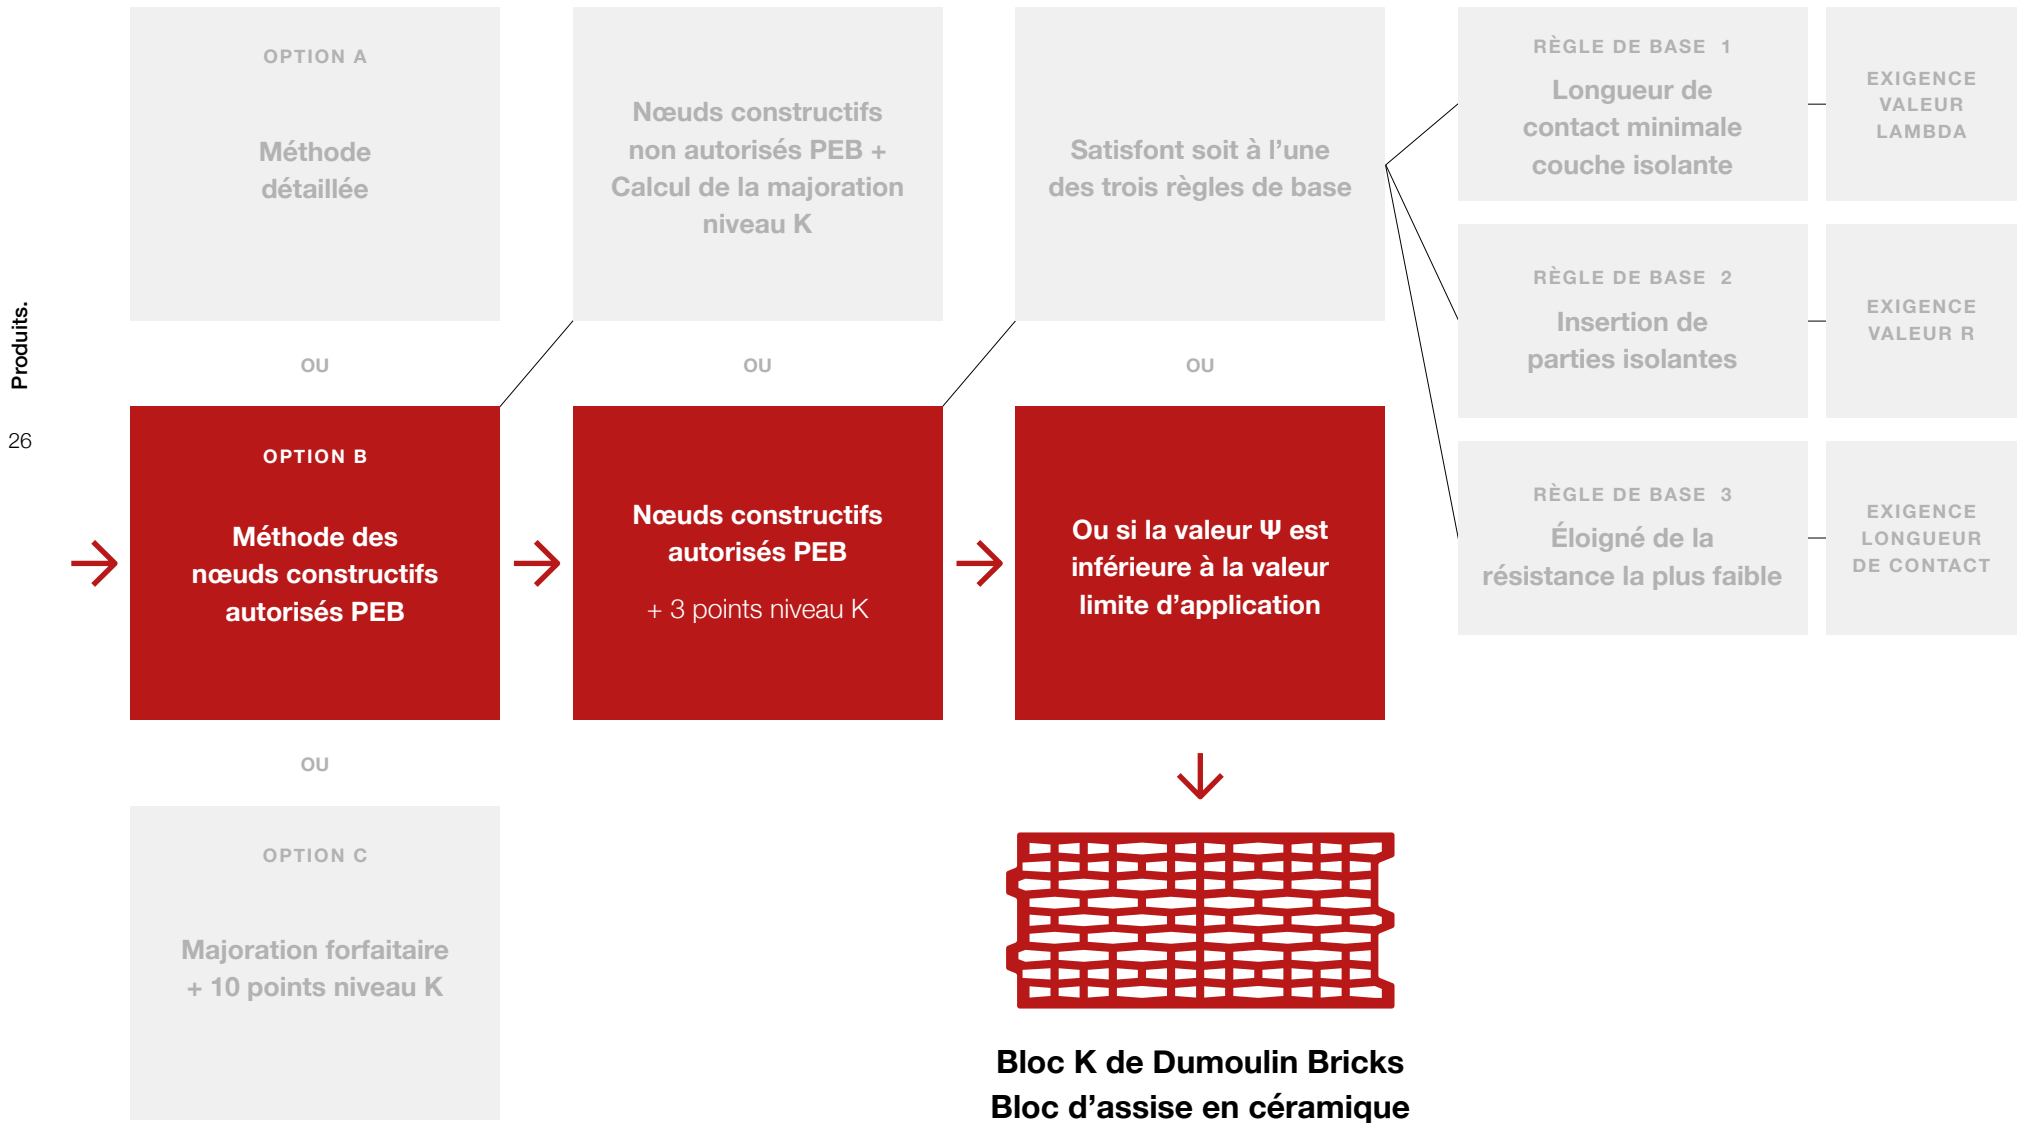 Produits.
26
OPTION A
Méthode
détaillée
OU
OPTION B
Méthode des
nœuds constructifs
autorisés PEB
OU
OPTION C
Majoration forfaitaire
+ 10 points niveau K
Nœuds constructifs
non autorisés PEB +
Calcul de la majoration
niveau K
OU
Nœuds constructifs
autorisés PEB
+ 3 points niveau K
Satisfont soit à l’une
des trois règles de base
OU
Ou si la valeur Ψ est
inférieure à la valeur
limite d’application
Bloc K de Dumoulin Bricks
Bloc d’assise en céramique
RÈGLE DE BASE 1
Longueur de
contact minimale
couche isolante
EXIGENCE
VALEUR
LAMBDA
RÈGLE DE BASE 2
Insertion de
parties isolantes
EXIGENCE
VALEUR R
RÈGLE DE BASE 3
Éloigné de la
résistance la plus faible
EXIGENCE
LONGUEUR
DE CONTACT